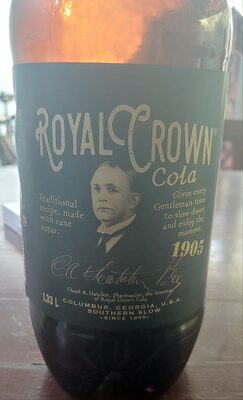 ROYAL CROWN®
Cola
Traditional
recipe, made
with cane
sugar.
Gives every
Gentleman time
to slow down
and enjoy the
moment.
1905
Claud A. Hatcher, Pharmacist, the inventor
of Royal Crown Cola
1.33 L
COLUMBUS, GEORGIA, U.S.A.
SOUTHERN SLOW
•SINCE 1905•